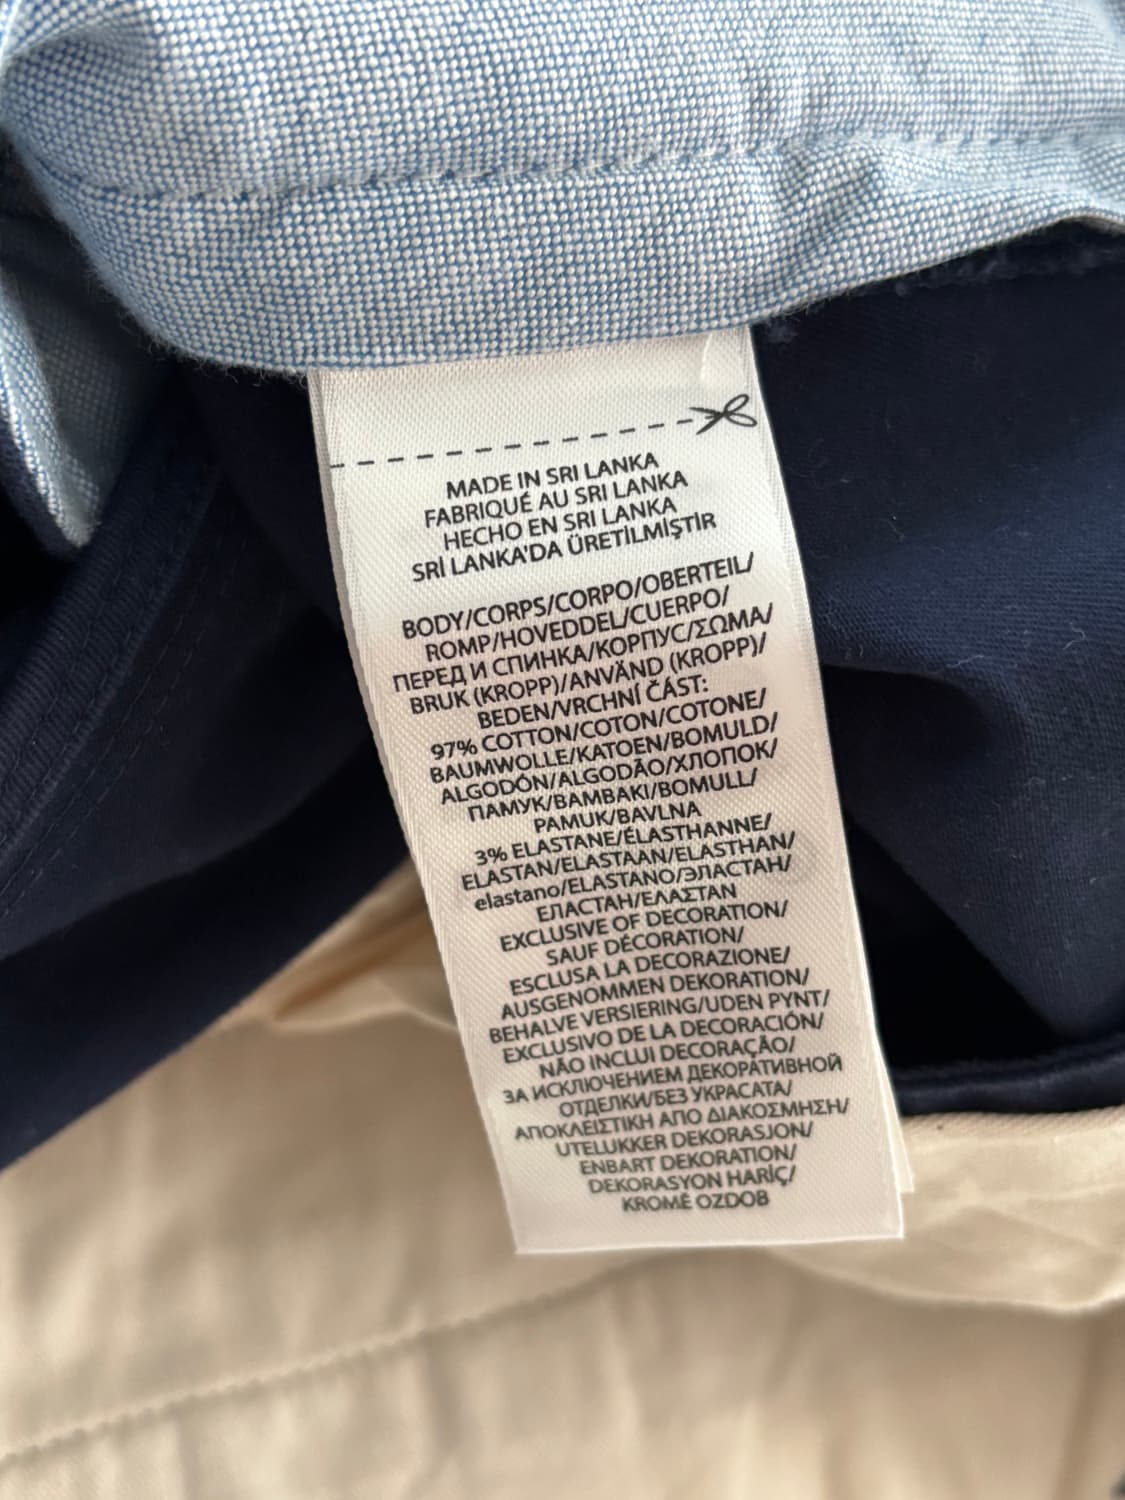 MADE IN SRI LANKA
FABRIQUÉ AU SRI LANKA
HECHO EN SRI LANKA
SRİ LANKA'DA ÜRETİLMİŞTİR
BODY/CORPS/CORPO/OBERTEIL/
ROMP/HOVEDDEL/CUERPO/
ПЕРЕД И СПИНКА/КОРПУС/ΣΩΜΑ/
BRUK (KROPP)/ANVÄND (KROPP)/
BEDEN/VRCHNÍ ČÁST:
97% COTTON/COTON/COTONE/
BAUMWOLLE/KATOEN/BOMULD/
ALGODÓN/ALGODÃO/ХЛОПОК/
ПАМУК/BAMBAKI/BOMULL/
PAMUK/BAVLNA
3% ELASTANE/ÉLASTHANNE/
ELASTAN/ELASTAAN/ELASTHAN/
elastano/ELASTANO/ЭЛАСТАН/
ЕЛАСТАН/ΕΛΑΣΤΑΝ
EXCLUSIVE OF DECORATION/
SAUF DÉCORATION/
ESCLUSA LA DECORAZIONE/
AUSGENOMMEN DEKORATION/
BEHALVE VERSIERING/UDEN PYNT/
EXCLUSIVO DE LA DECORACIÓN/
NÃO INCLUI DECORAÇÃO/
ЗА ИСКЛЮЧЕНИЕМ ДЕКОРАТИВНОЙ
ОТДЕЛКИ/БЕЗ УКРАСАТА/
ΑΠΟΚΛΕΙΣΤΙΚΗ ΑΠΟ ΔΙΑΚΟΣΜΗΣΗ/
UTELUKKER DEKORASJON/
ENBART DEKORATION/
DEKORASYON HARİÇ/
KROMĚ OZDOB